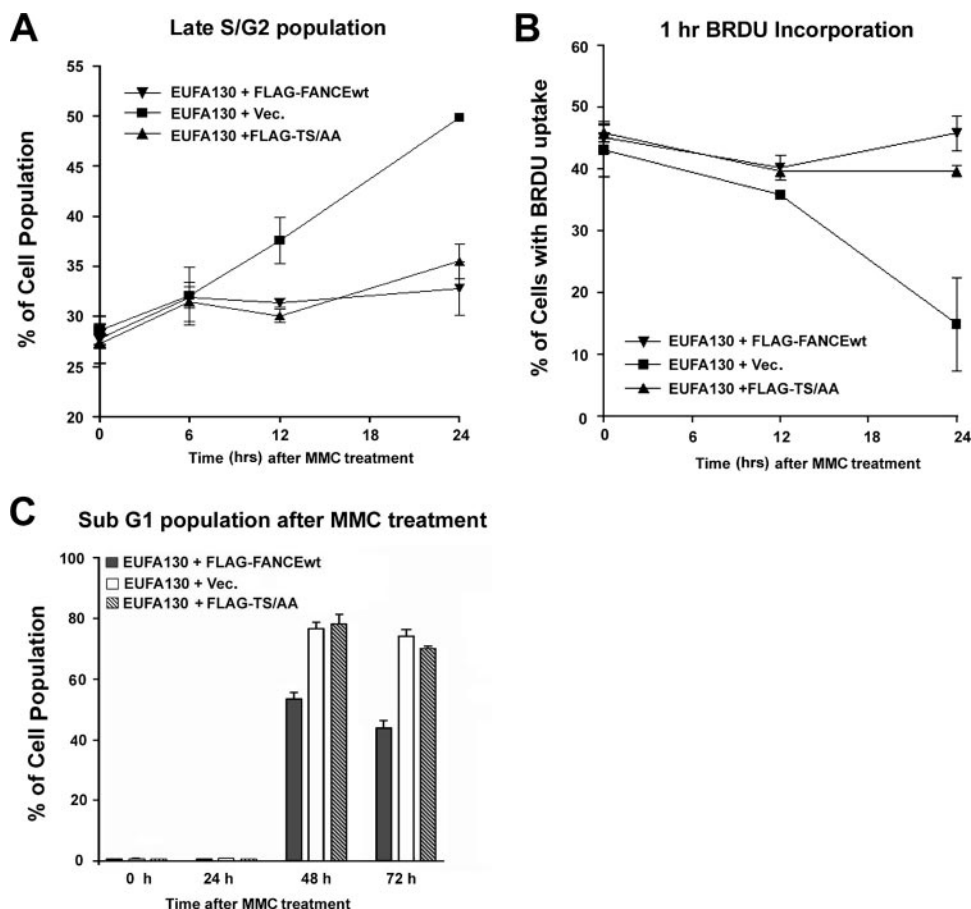 A
Late S/G2 population
% of Cell Population
55
50
45
40
35
30
25
20
EUFA130 + FLAG-FANCEwt
EUFA130 + Vec.
EUFA130 +FLAG-TS/AA
0 6 12 18 24
Time (hrs) after MMC treatment
B
1 hr BRDU Incorporation
% of Cells with BRDU uptake
60
50
40
30
20
10
0
EUFA130 + FLAG-FANCEwt
EUFA130 + Vec.
EUFA130 +FLAG-TS/AA
0 6 12 18 24
Time (hrs) after MMC treatment
C
Sub G1 population after MMC treatment
% of Cell Population
100
80
60
40
20
0
EUFA130 + FLAG-FANCEwt
EUFA130 + Vec.
EUFA130 + FLAG-TS/AA
0 h 24 h 48 h 72 h
Time after MMC treatment